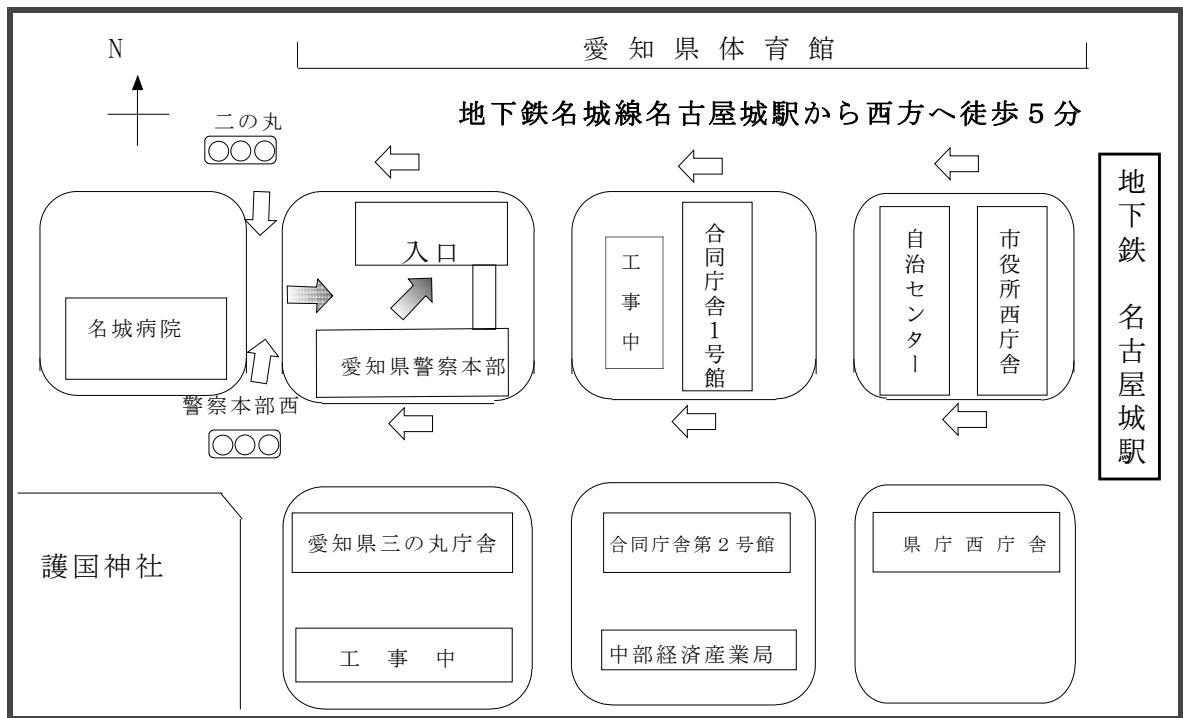 愛知県体育館
N
地下鉄名城線名古屋城駅から西方へ徒歩５分
二の丸
地下鉄 名古屋城駅
入口
合同庁舎１号館
工事中
自治センター
市役所西庁舎
名城病院
愛知県警察本部
警察本部西
護国神社
愛知県三の丸庁舎
合同庁舎第２号館
県庁西庁舎
工事中
中部経済産業局